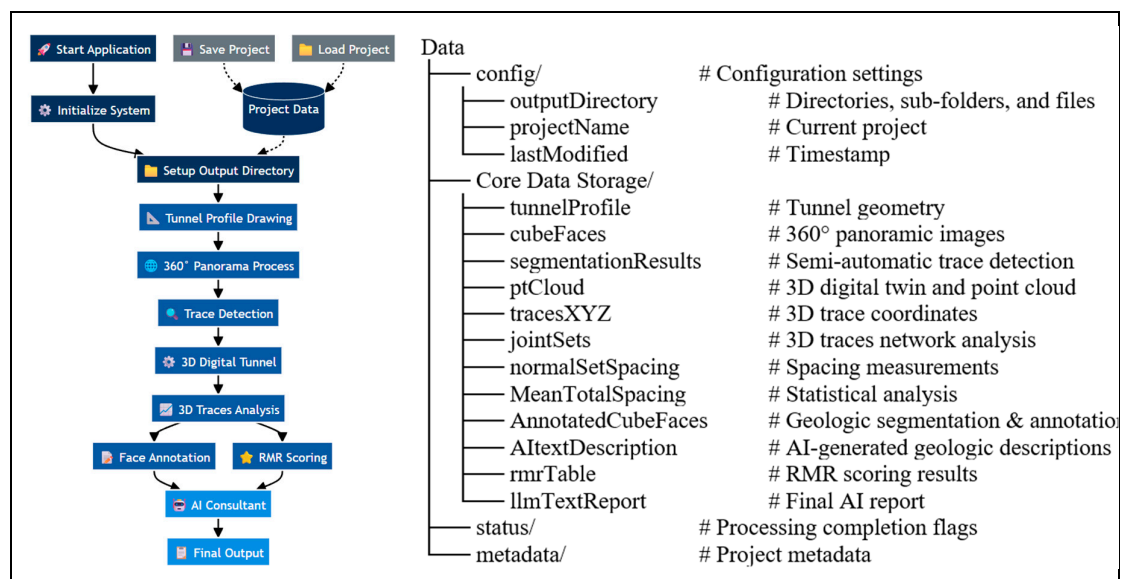 Start Application
Save Project
Load Project
Initialize System
Project Data
Setup Output Directory
Tunnel Profile Drawing
360° Panorama Process
Trace Detection
3D Digital Tunnel
3D Traces Analysis
Face Annotation
RMR Scoring
AI Consultant
Final Output
Data
config/ # Configuration settings
outputDirectory # Directories, sub-folders, and files
projectName # Current project
lastModified # Timestamp
Core Data Storage/
tunnelProfile # Tunnel geometry
cubeFaces # 360° panoramic images
segmentationResults # Semi-automatic trace detection
ptCloud # 3D digital twin and point cloud
tracesXYZ # 3D trace coordinates
jointSets # 3D traces network analysis
normalSetSpacing # Spacing measurements
MeanTotalSpacing # Statistical analysis
AnnotatedCubeFaces # Geologic segmentation & annotatio
AItextDescription # AI-generated geologic descriptions
rmrTable # RMR scoring results
llmTextReport # Final AI report
status/ # Processing completion flags
metadata/ # Project metadata